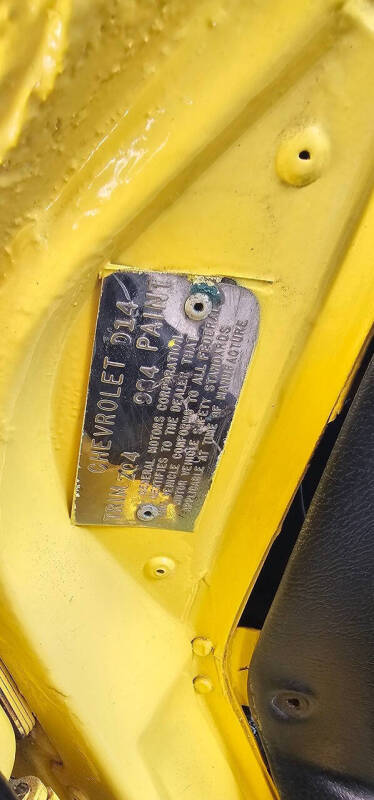 CHEVROLET D14
TRIM 704 934 PAINT
GENERAL MOTORS CORPORATION
CERTIFIES TO THE DEALER THAT THIS
VEHICLE CONFORMS TO ALL FEDERAL
MOTOR VEHICLE SAFETY STANDARDS
APPLICABLE AT TIME OF MANUFACTURE